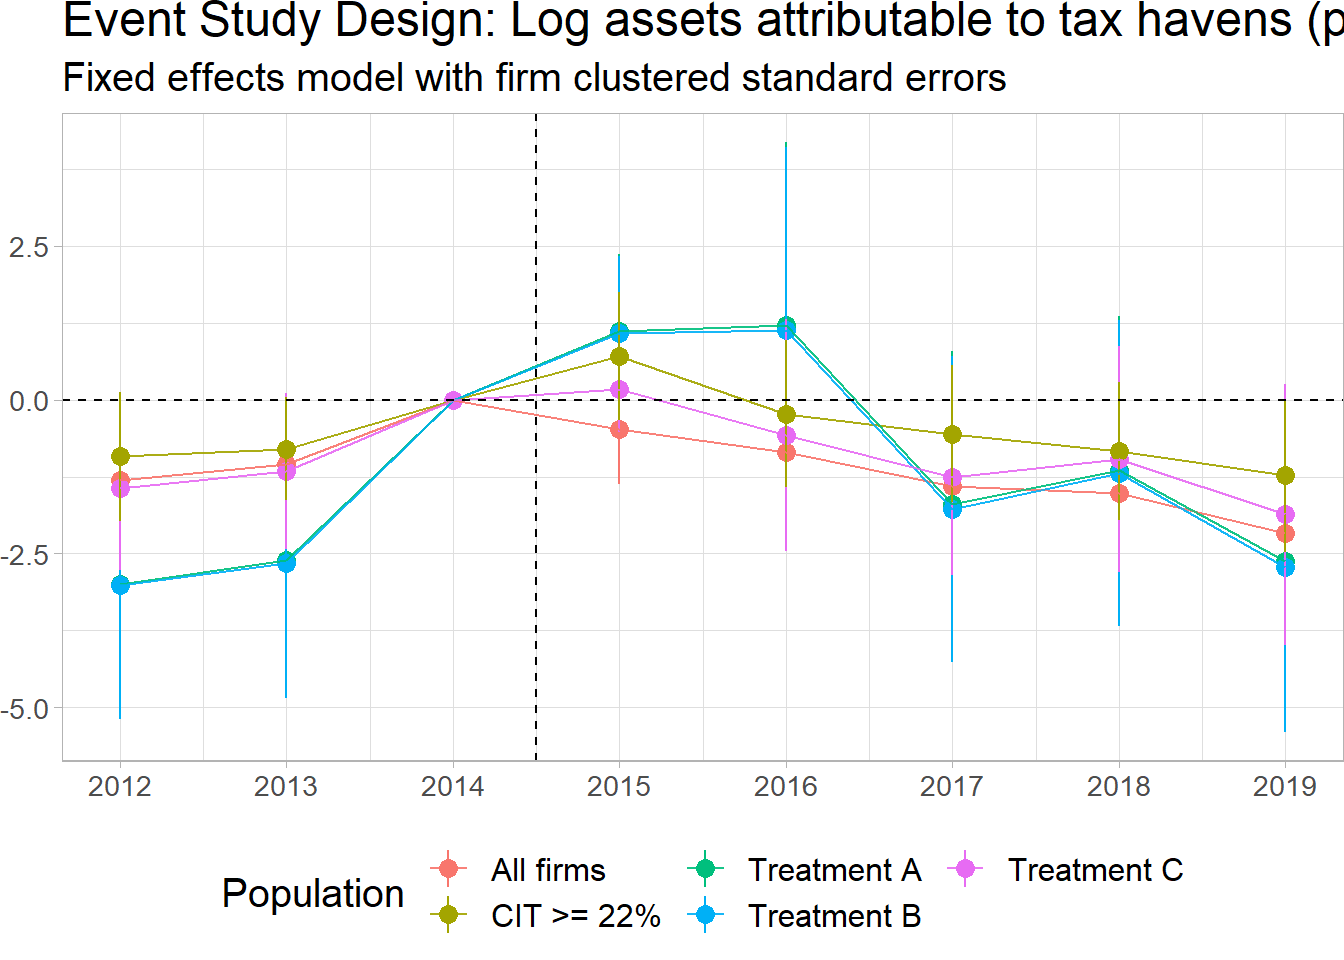 Event Study Design: Log assets attributable to tax havens (p
Fixed effects model with firm clustered standard errors
2.5
0.0
-2.5
-5.0
2012 2013 2014 2015 2016 2017 2018 2019
Population
All firms Treatment A Treatment C
CIT >= 22% Treatment B